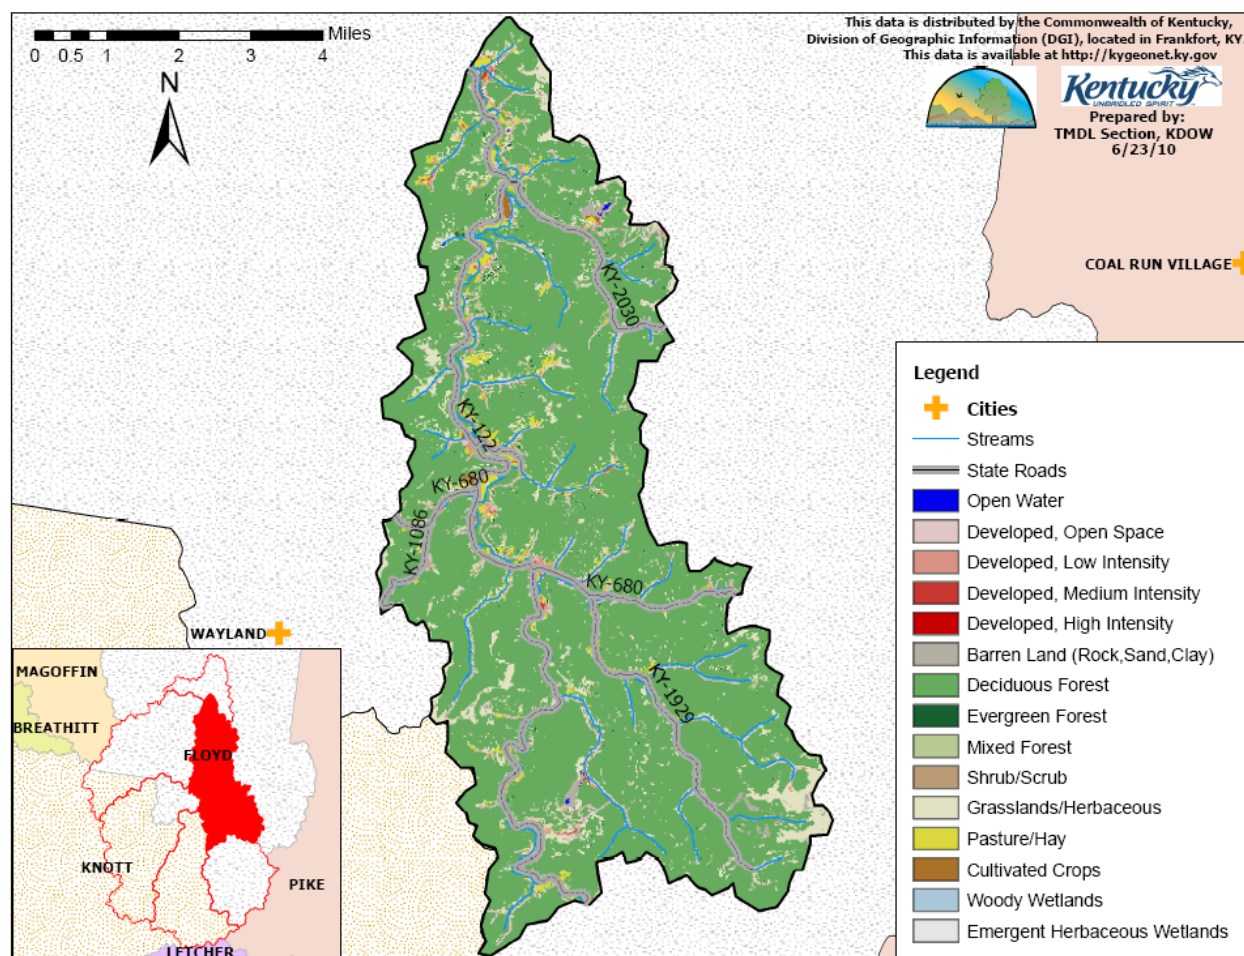 This data is distributed by the Commonwealth of Kentucky,
Division of Geographic Information (DGI), located in Frankfort, KY.
This data is available at http://kygeonet.ky.gov
Miles
0 0.5 1 2 3 4
N
Kentucky
UNBRIDLED SPIRIT
Prepared by:
TMDL Section, KDOW
6/23/10
COAL RUN VILLAGE
KY-2030
KY-122
KY-680
KY-1086
KY-680
KY-1929
WAYLAND
MAGOFFIN
BREATHITT
FLOYD
KNOTT
PIKE
LETCHER
Legend
Cities
Streams
State Roads
Open Water
Developed, Open Space
Developed, Low Intensity
Developed, Medium Intensity
Developed, High Intensity
Barren Land (Rock,Sand,Clay)
Deciduous Forest
Evergreen Forest
Mixed Forest
Shrub/Scrub
Grasslands/Herbaceous
Pasture/Hay
Cultivated Crops
Woody Wetlands
Emergent Herbaceous Wetlands